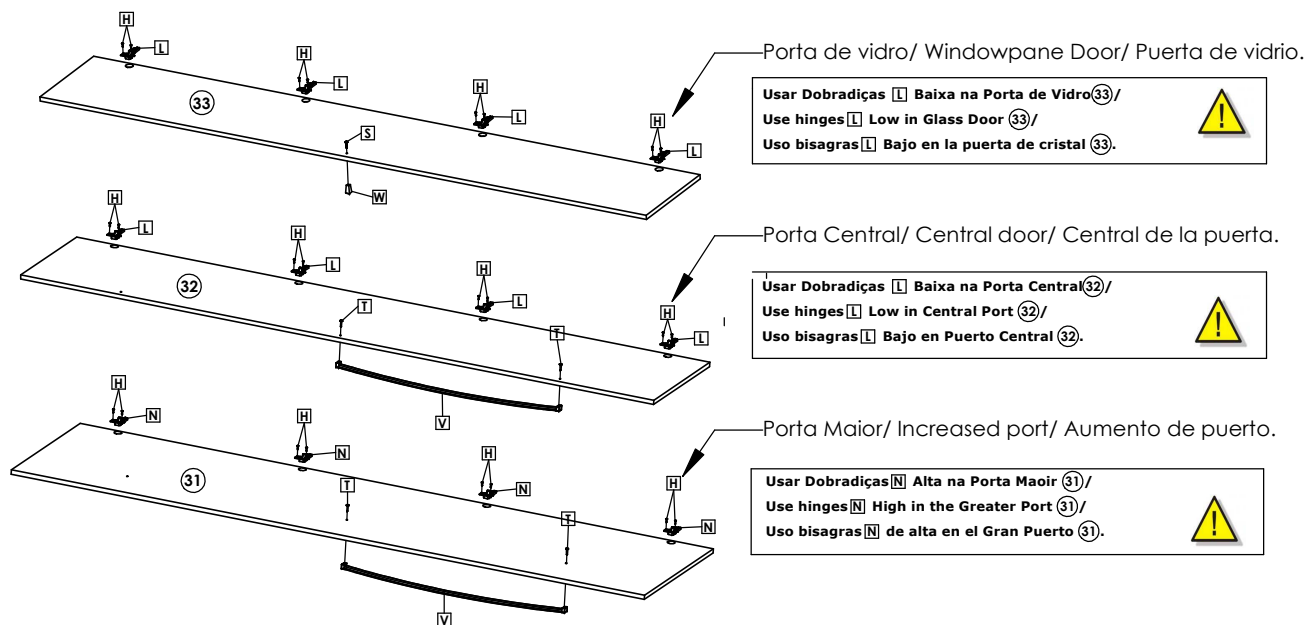 H
L
H
L
H
L
H
L
33
S
W
Porta de vidro/ Windowpane Door/ Puerta de vidrio.
Usar Dobradiças L Baixa na Porta de Vidro 33/
Use hinges L Low in Glass Door 33/
Uso bisagras L Bajo en la puerta de cristal 33.
!
H
L
H
L
H
L
H
L
32
T
T
V
Porta Central/ Central door/ Central de la puerta.
Usar Dobradiças L Baixa na Porta Central 32/
Use hinges L Low in Central Port 32/
Uso bisagras L Bajo en Puerto Central 32.
!
H
N
H
N
H
N
H
N
31
T
T
V
Porta Maior/ Increased port/ Aumento de puerto.
Usar Dobradiças N Alta na Porta Maoir 31/
Use hinges N High in the Greater Port 31/
Uso bisagras N de alta en el Gran Puerto 31.
!